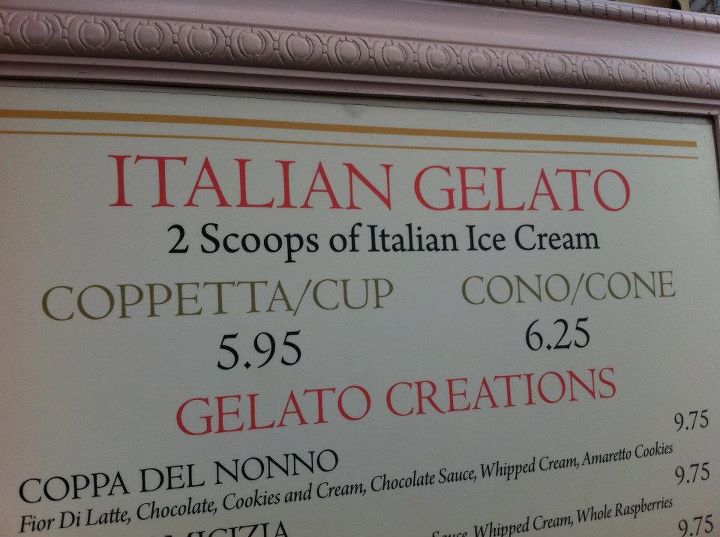 ITALIAN GELATO
2 Scoops of Italian Ice Cream
COPPETTA/CUP CONO/CONE
5.95 6.25
GELATO CREATIONS
COPPA DEL NONNO 9.75
Fior Di Latte, Chocolate, Cookies and Cream, Chocolate Sauce, Whipped Cream, Amaretto Cookies
9.75
Sauce, Whipped Cream, Whole Raspberries
9.75